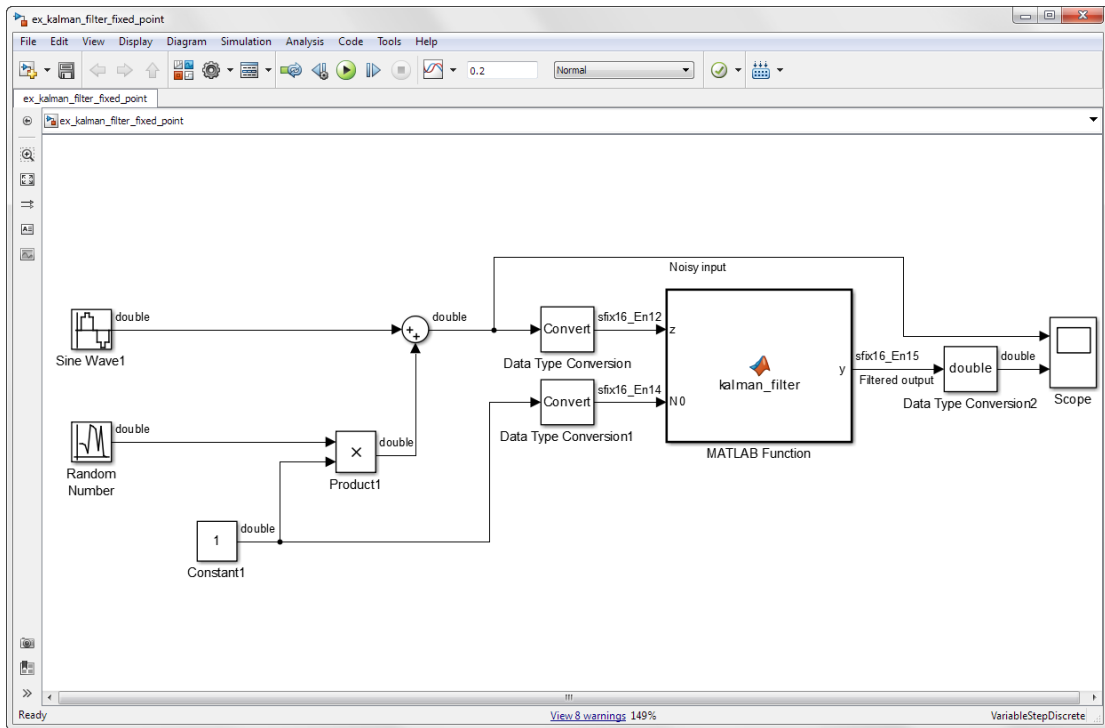 ex_kalman_filter_fixed_point
File Edit View Display Diagram Simulation Analysis Code Tools Help
0.2 Normal
ex_kalman_filter_fixed_point
ex_kalman_filter_fixed_point
Noisy input
double
Sine Wave1
double
Convert
Data Type Conversion
sfix16_En12
z
kalman_filter
N0
y
MATLAB Function
sfix16_En15
Filtered output
double
Data Type Conversion2
double
Scope
Convert
Data Type Conversion1
sfix16_En14
double
Random
Number
×
Product1
double
1
double
Constant1
Ready
View 8 warnings 149%
VariableStepDiscrete